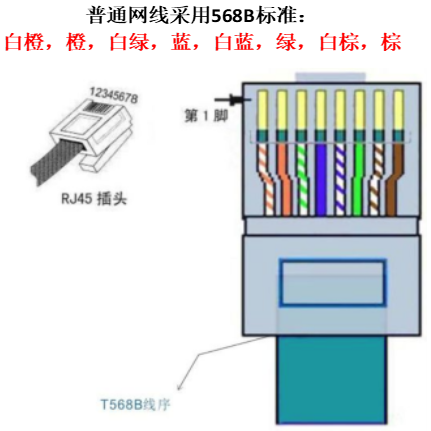 普通网线采用568B标准：
白橙，橙，白绿，蓝，白蓝，绿，白棕，棕
12345678
第1脚
RJ45 插头
T568B线序